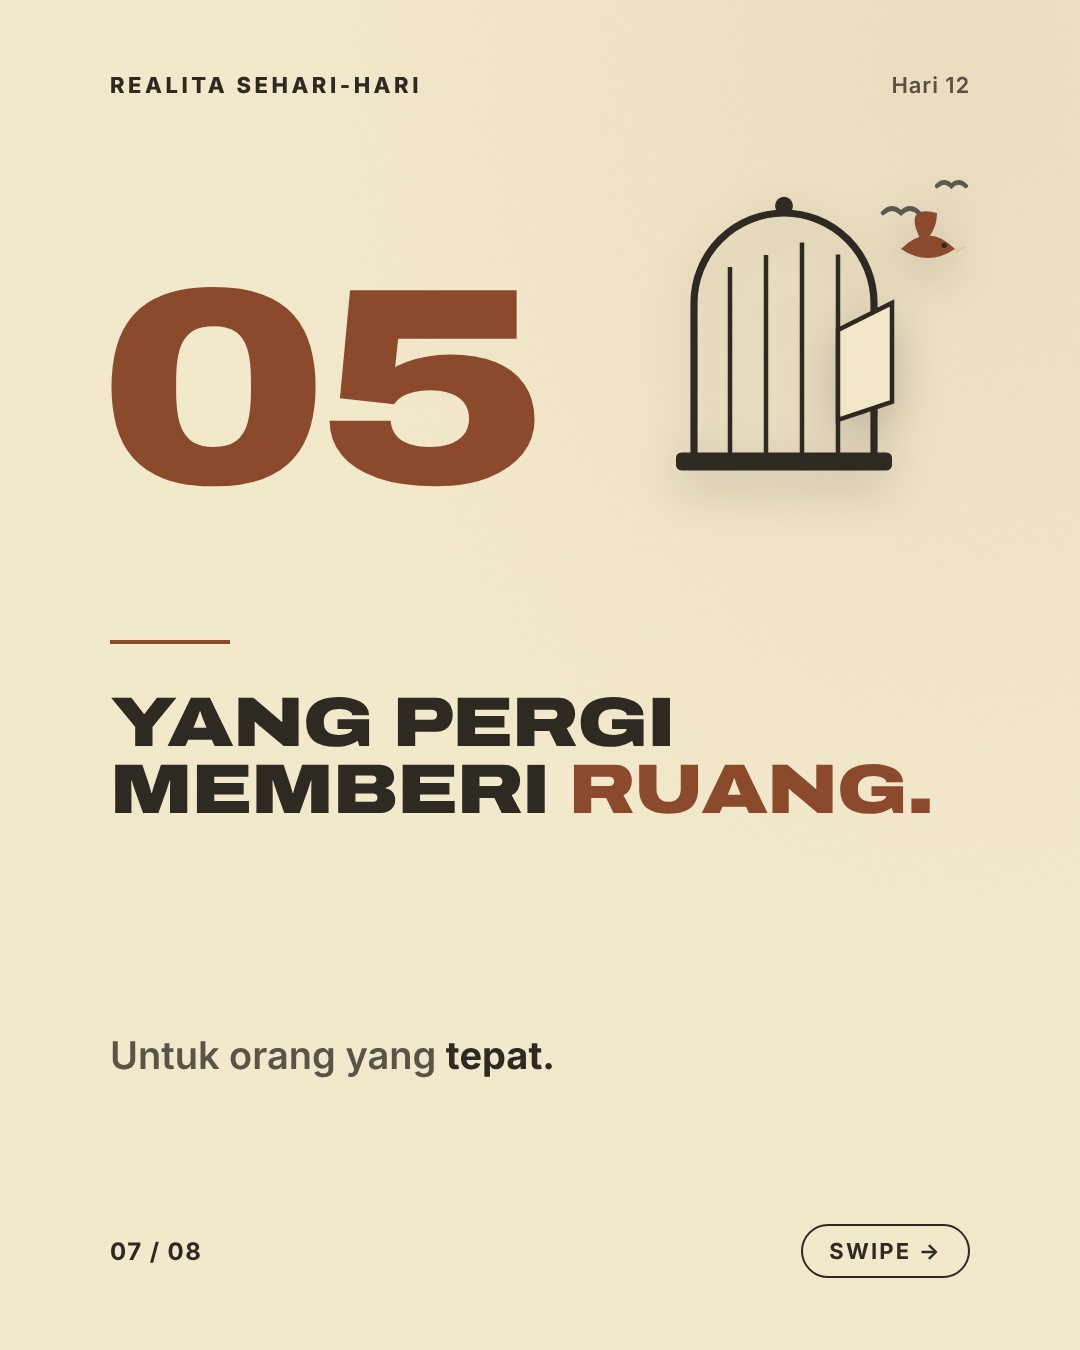 REALITA SEHARI-HARI
Hari 12
05
YANG PERGI
MEMBERI RUANG.
Untuk orang yang tepat.
07 / 08
SWIPE →